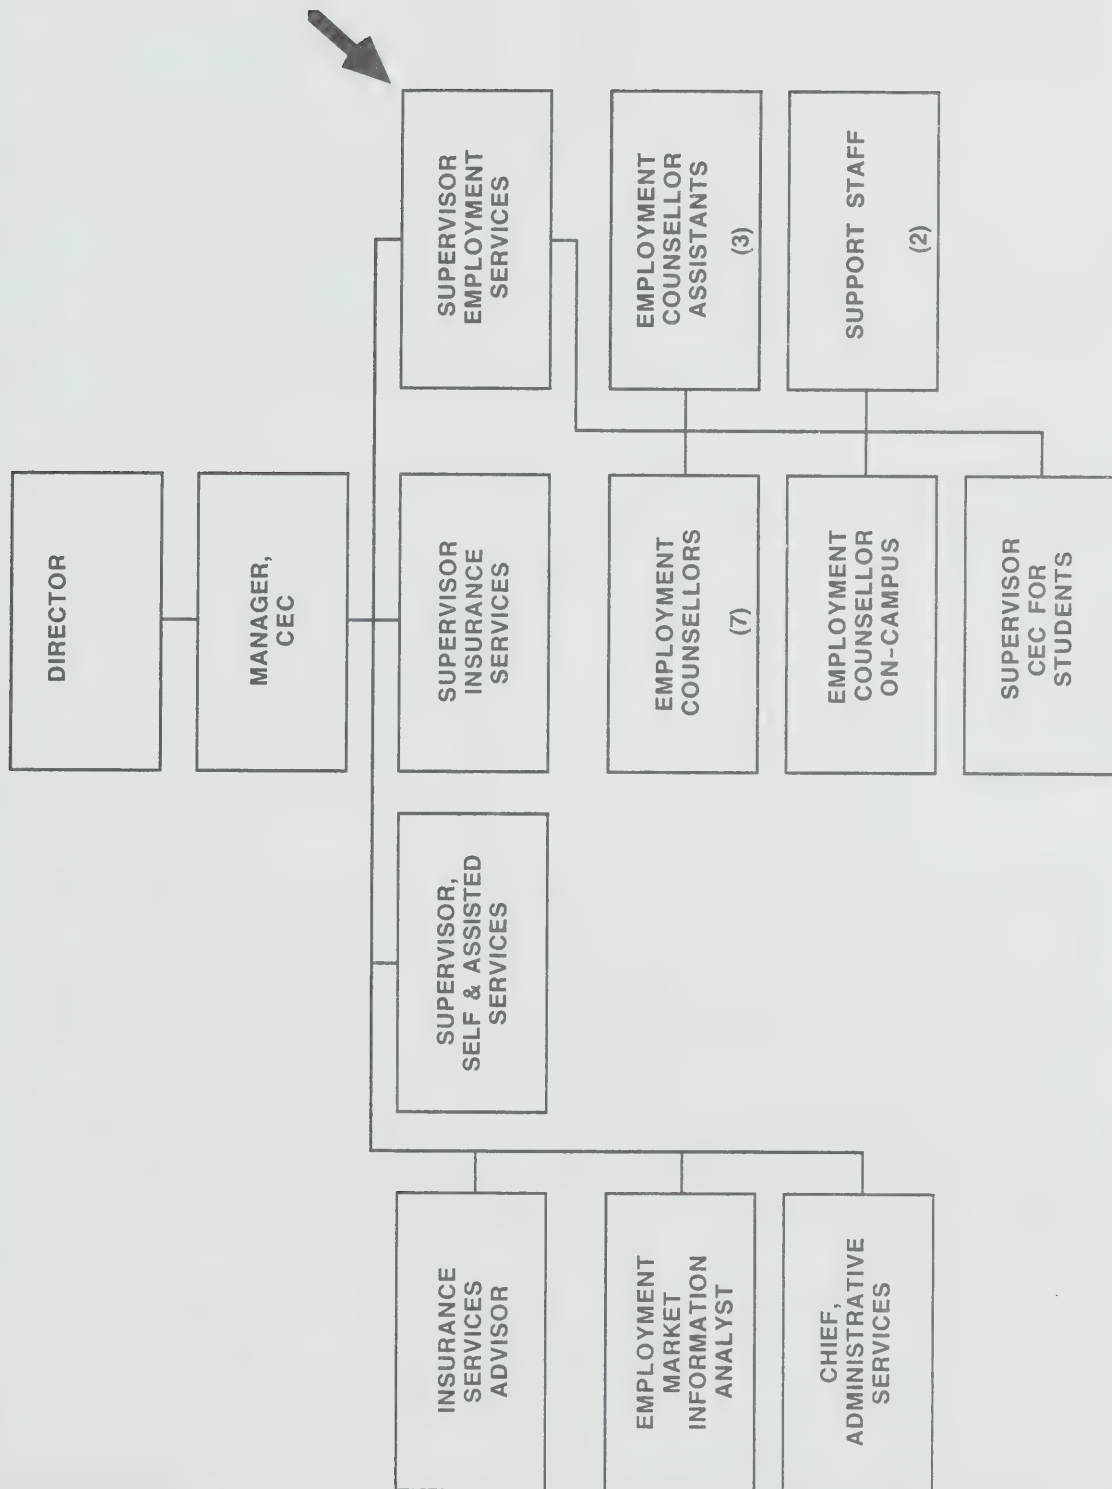 DIRECTOR
MANAGER,
CEC
INSURANCE
SERVICES
ADVISOR
SUPERVISOR,
SELF & ASSISTED
SERVICES
SUPERVISOR
INSURANCE
SERVICES
SUPERVISOR
EMPLOYMENT
SERVICES
EMPLOYMENT
MARKET
INFORMATION
ANALYST
EMPLOYMENT
COUNSELLORS
(7)
EMPLOYMENT
COUNSELLOR
ASSISTANTS
(3)
CHIEF,
ADMINISTRATIVE
SERVICES
EMPLOYMENT
COUNSELLOR
ON-CAMPUS
SUPPORT STAFF
(2)
SUPERVISOR
CEC FOR
STUDENTS